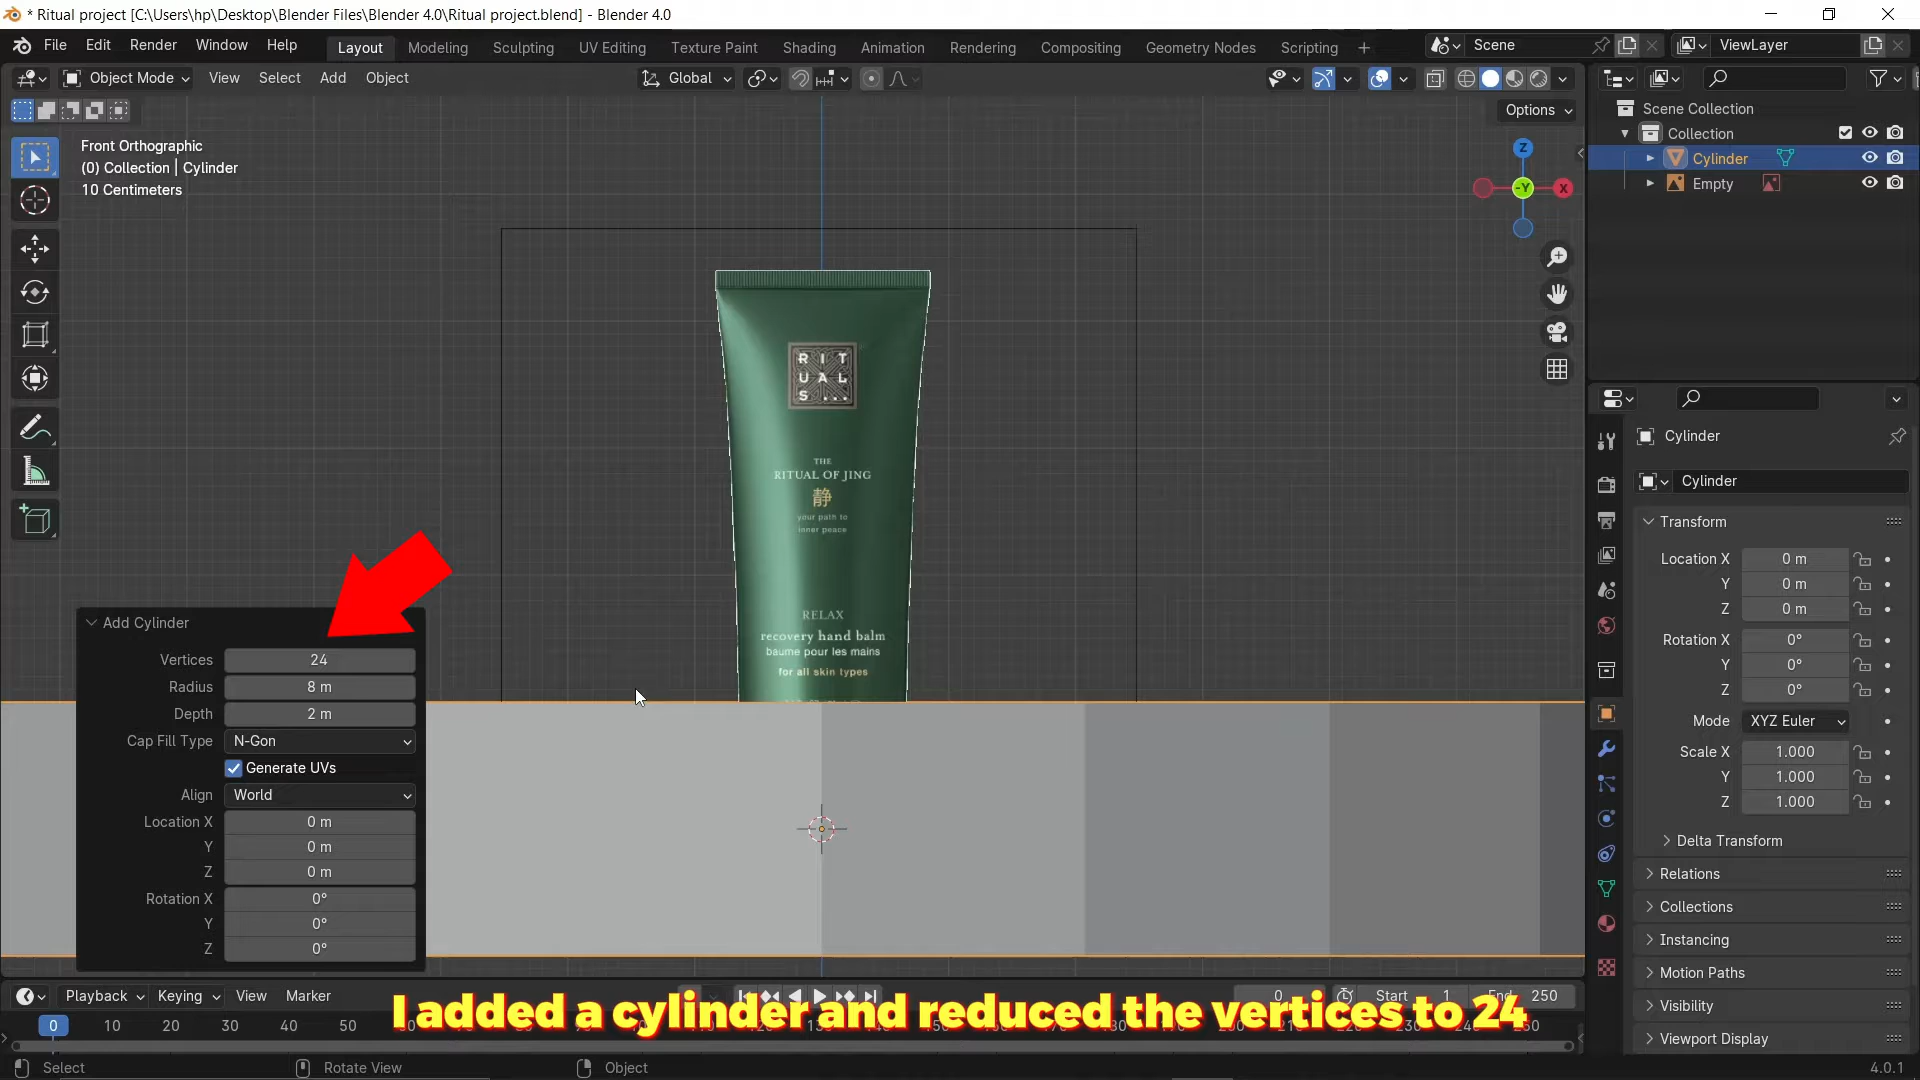 * Ritual project [C:\Users\hp\Desktop\Blender Files\Blender 4.0\Ritual project.blend] - Blender 4.0
File Edit Render Window Help
Layout Modeling Sculpting UV Editing Texture Paint Shading Animation Rendering Compositing Geometry Nodes Scripting
Scene
ViewLayer
Object Mode View Select Add Object
Global
Options
Front Orthographic
(0) Collection | Cylinder
10 Centimeters
Z
-Y
X
RIT
UAL
S...
THE
RITUAL OF JING
静
your path to
inner peace
RELAX
recovery hand balm
baume pour les mains
for all skin types
Add Cylinder
Vertices 24
Radius 8 m
Depth 2 m
Cap Fill Type N-Gon
Generate UVs
Align World
Location X 0 m
Y 0 m
Z 0 m
Rotation X 0°
Y 0°
Z 0°
Scene Collection
Collection
Cylinder
Empty
Cylinder
Cylinder
Transform
Location X 0 m
Y 0 m
Z 0 m
Rotation X 0°
Y 0°
Z 0°
Mode XYZ Euler
Scale X 1.000
Y 1.000
Z 1.000
Delta Transform
Relations
Collections
Instancing
Motion Paths
Visibility
Viewport Display
Playback Keying View Marker
0 Start 1 End 250
0 10 20 30 40 50
I added a cylinder and reduced the vertices to 24
Select Rotate View Object
4.0.1